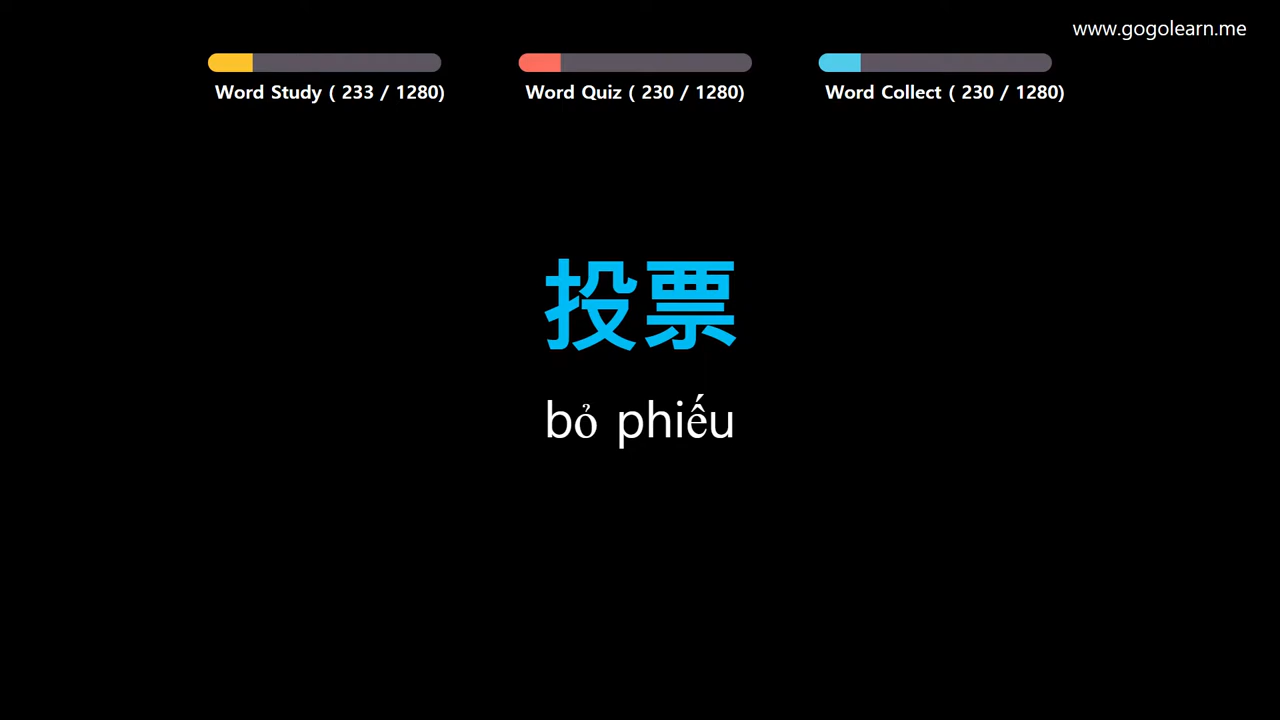 www.gogolearn.me
Word Study ( 233 / 1280)
Word Quiz ( 230 / 1280)
Word Collect ( 230 / 1280)
投票
bỏ phiếu